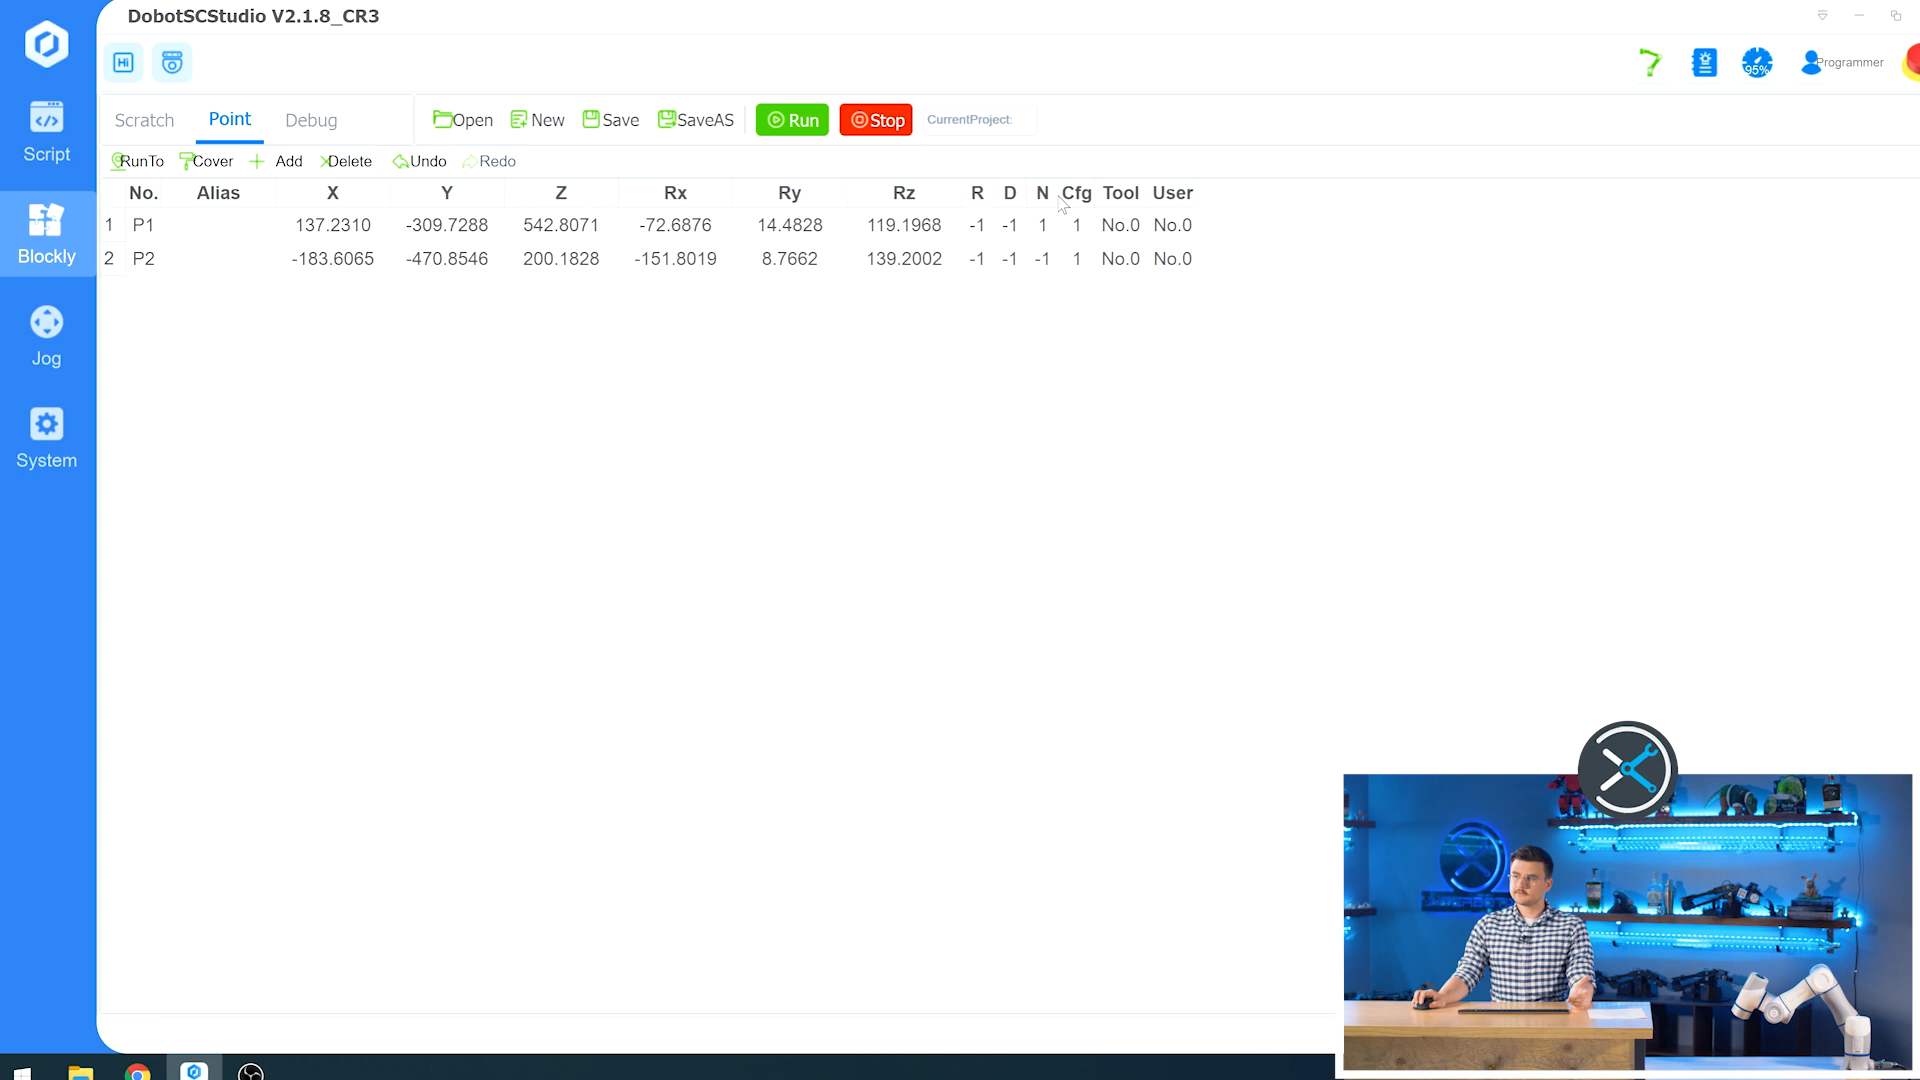 DobotSCStudio V2.1.8_CR3
Hi
95%
Programmer
Script
Blockly
Jog
System
Scratch Point Debug
Open New Save SaveAS Run Stop CurrentProject:
RunTo Cover Add Delete Undo Redo
No. Alias X Y Z Rx Ry Rz R D N Cfg Tool User
1 P1 137.2310 -309.7288 542.8071 -72.6876 14.4828 119.1968 -1 -1 1 1 No.0 No.0
2 P2 -183.6065 -470.8546 200.1828 -151.8019 8.7662 139.2002 -1 -1 -1 1 No.0 No.0